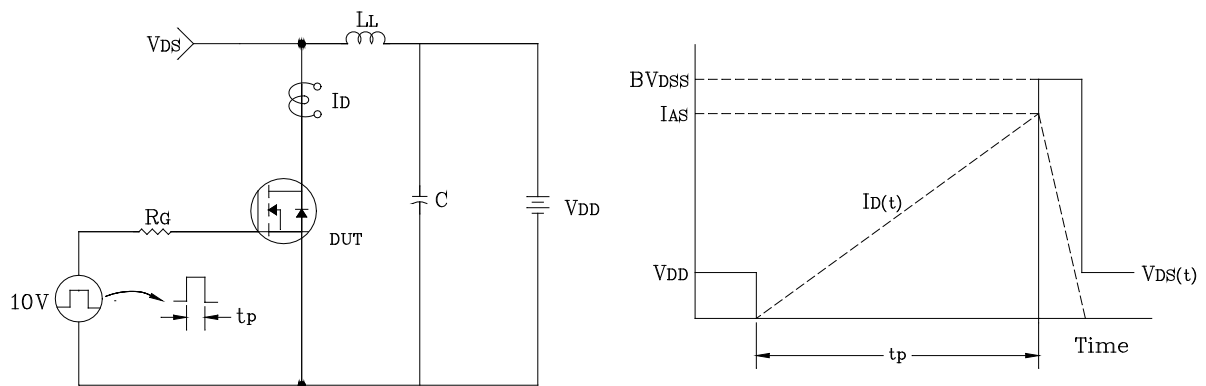 LL
VDS
ID
C
VDD
RG
DUT
10V
tp
BVDSS
IAS
ID(t)
VDD
VDS(t)
Time
tp